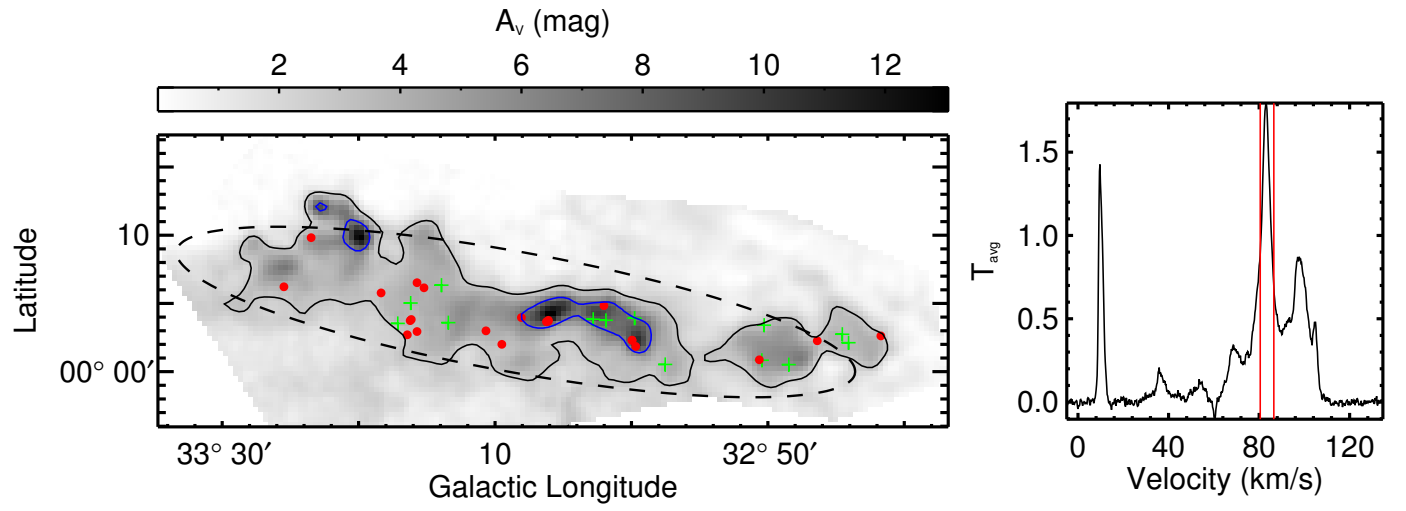 A_v (mag)
2 4 6 8 10 12
Latitude
10
00° 00′
33° 30′ 10 32° 50′
Galactic Longitude
T_avg
1.5
1.0
0.5
0.0
0 40 80 120
Velocity (km/s)